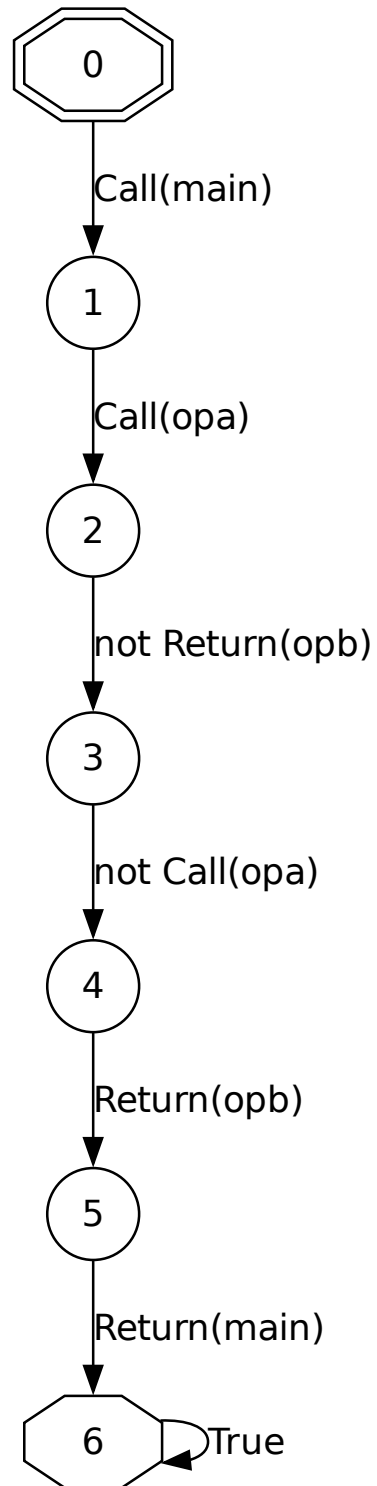 0
Call(main)
1
Call(opa)
2
not Return(opb)
3
not Call(opa)
4
Return(opb)
5
Return(main)
6
True